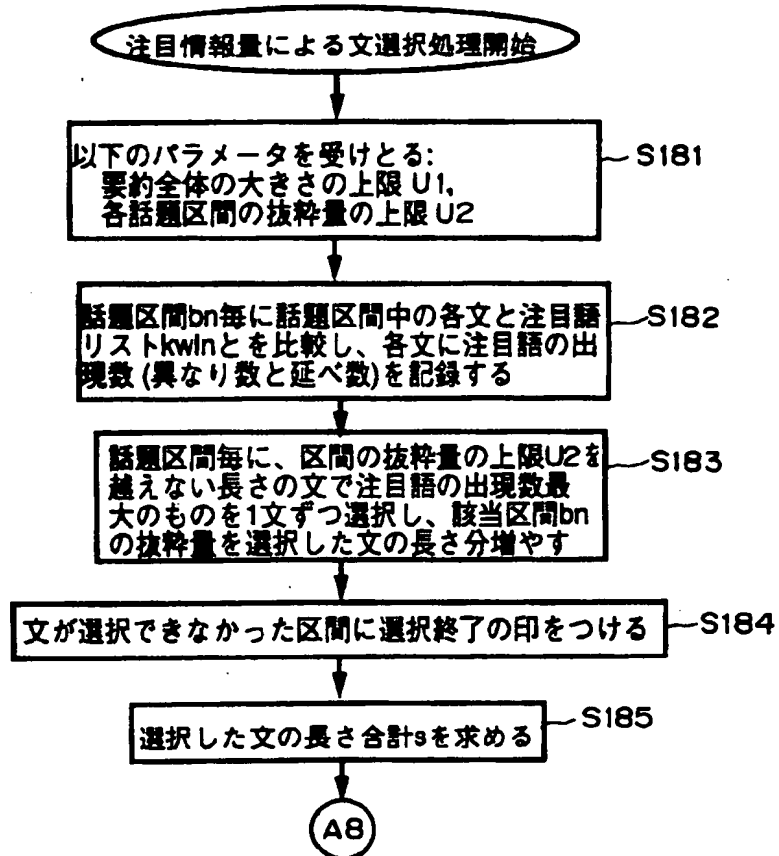 注目情報量による文選択処理開始
以下のパラメータを受けとる:
要約全体の大きさの上限 U1,
各話題区間の抜粋量の上限 U2
S181
話題区間bn毎に話題区間中の各文と注目語
リストkwlnとを比較し、各文に注目語の出
現数 (異なり数と延べ数)を記録する
S182
話題区間毎に、区間の抜粋量の上限U2を
越えない長さの文で注目語の出現数最
大のものを1文ずつ選択し、該当区間bn
の抜粋量を選択した文の長さ分増やす
S183
文が選択できなかった区間に選択終了の印をつける
S184
選択した文の長さ合計sを求める
S185
A8